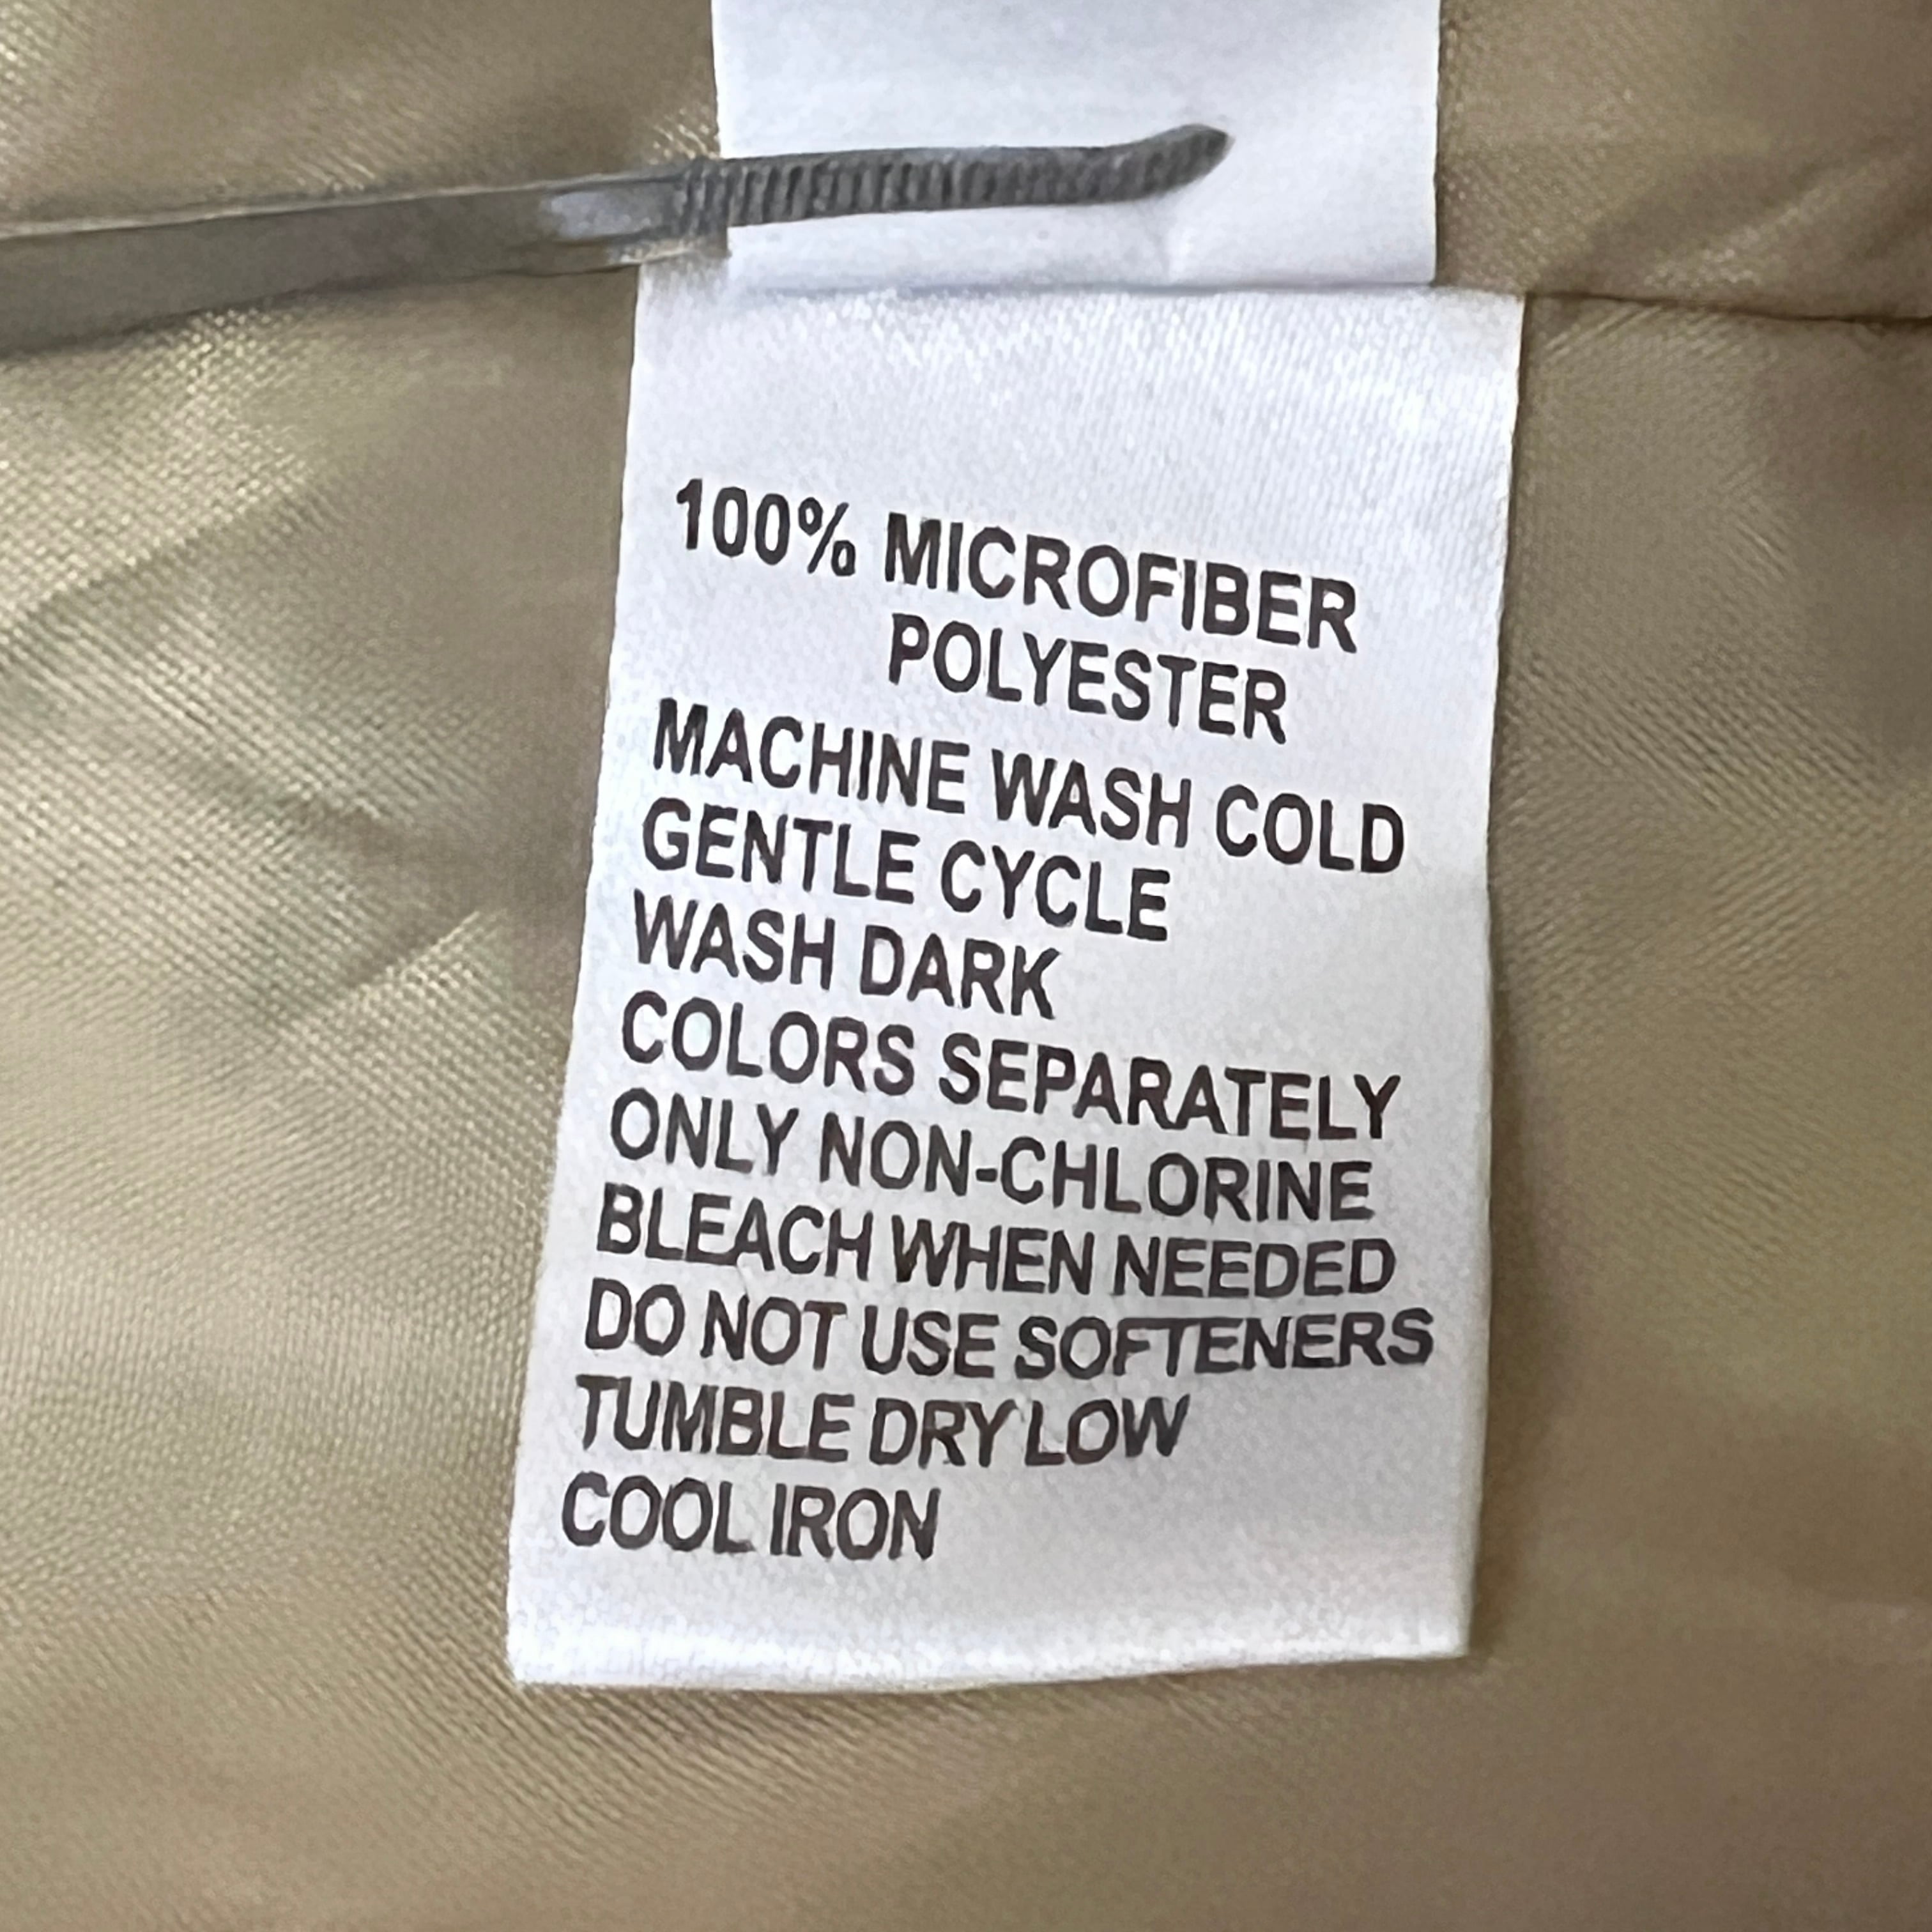 100% MICROFIBER
POLYESTER
MACHINE WASH COLD
GENTLE CYCLE
WASH DARK
COLORS SEPARATELY
ONLY NON-CHLORINE
BLEACH WHEN NEEDED
DO NOT USE SOFTENERS
TUMBLE DRY LOW
COOL IRON